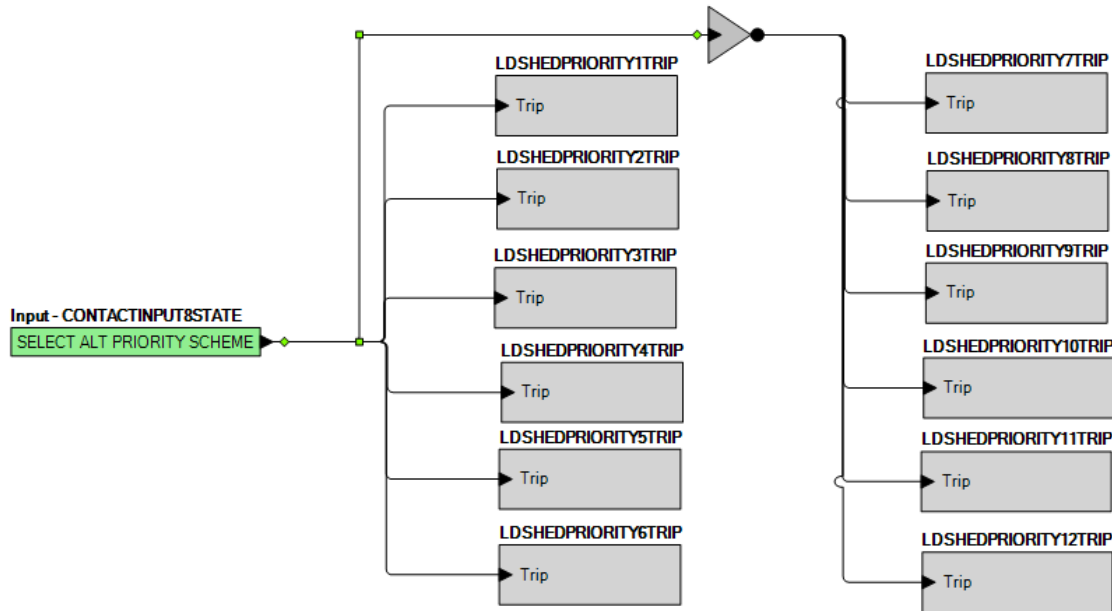 LDSHEDPRIORITY1TRIP
Trip
LDSHEDPRIORITY2TRIP
Trip
LDSHEDPRIORITY3TRIP
Trip
Input - CONTACTINPUT8STATE
SELECT ALT PRIORITY SCHEME
LDSHEDPRIORITY4TRIP
Trip
LDSHEDPRIORITY5TRIP
Trip
LDSHEDPRIORITY6TRIP
Trip
LDSHEDPRIORITY7TRIP
Trip
LDSHEDPRIORITY8TRIP
Trip
LDSHEDPRIORITY9TRIP
Trip
LDSHEDPRIORITY10TRIP
Trip
LDSHEDPRIORITY11TRIP
Trip
LDSHEDPRIORITY12TRIP
Trip